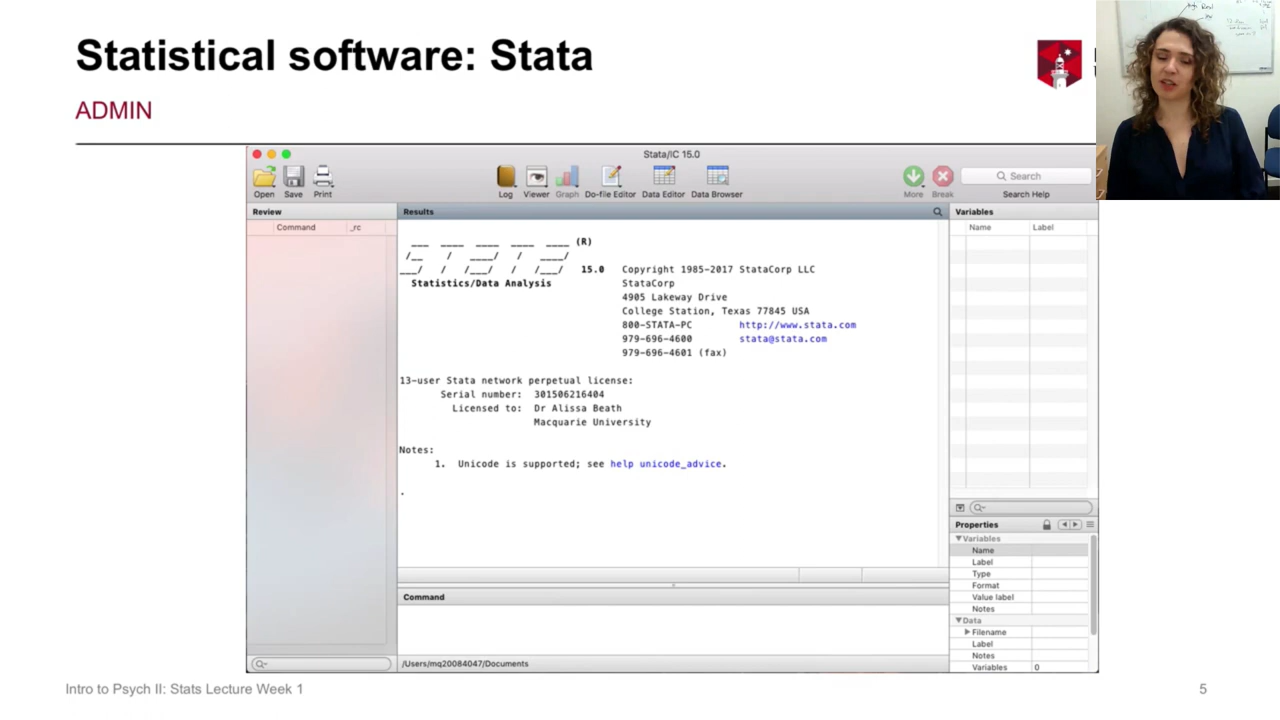 Statistical software: Stata
ADMIN
Stata/IC 15.0
Open Save Print Log Viewer Graph Do-file Editor Data Editor Data Browser More Break Search
Search Help
Review Results Variables
Command _rc Name Label
(R)
15.0 Copyright 1985-2017 StataCorp LLC
Statistics/Data Analysis StataCorp
4905 Lakeway Drive
College Station, Texas 77845 USA
800-STATA-PC http://www.stata.com
979-696-4600 stata@stata.com
979-696-4601 (fax)
13-user Stata network perpetual license:
Serial number: 301506216404
Licensed to: Dr Alissa Beath
Macquarie University
Notes:
1. Unicode is supported; see help unicode_advice.
.
Command
/Users/mq20084047/Documents
Properties
Variables
Name
Label
Type
Format
Value label
Notes
Data
Filename
Label
Notes
Variables 0
Intro to Psych II: Stats Lecture Week 1
5